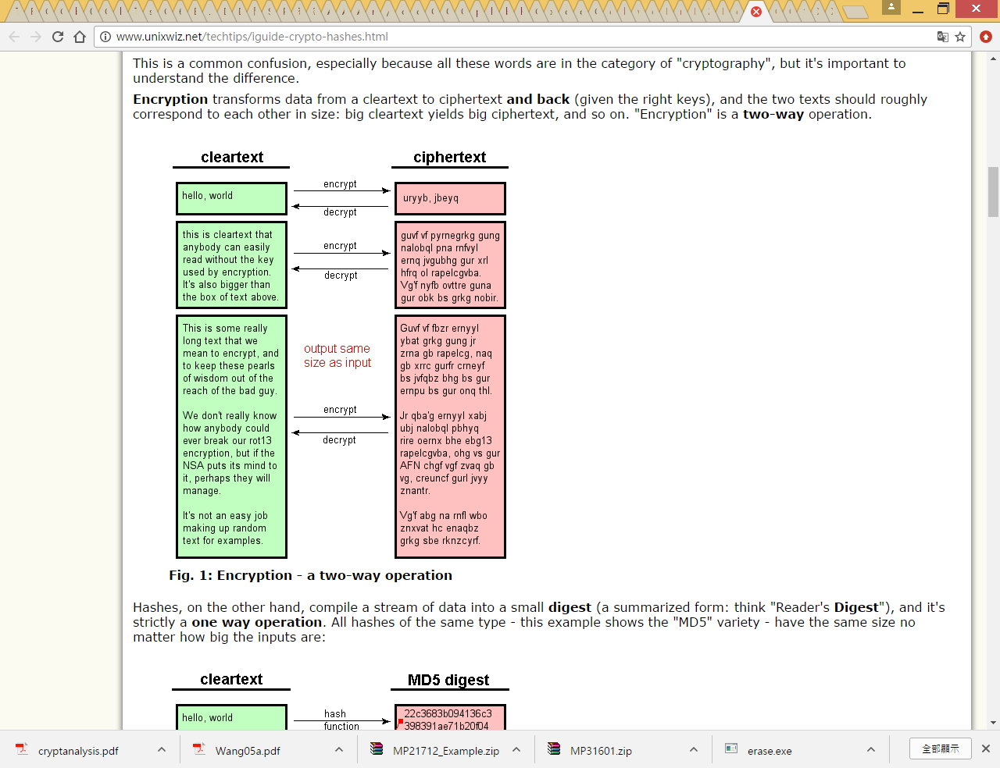 www.unixwiz.net/techtips/iguide-crypto-hashes.html
This is a common confusion, especially because all these words are in the category of "cryptography", but it's important to
understand the difference.
Encryption transforms data from a cleartext to ciphertext and back (given the right keys), and the two texts should roughly
correspond to each other in size: big cleartext yields big ciphertext, and so on. "Encryption" is a two-way operation.
cleartext
ciphertext
hello, world
encrypt
decrypt
uryyb, jbeyq
this is cleartext that
anybody can easily
read without the key
used by encryption.
It's also bigger than
the box of text above.
encrypt
decrypt
guvf vf pyrnegrkg gung
nalobql pna rnfvyl
ernq jvgubhg gur xrl
hfrq ol rapelcgvba.
Vg'f nyfb ovttre guna
gur obk bs grkg nobir.
This is some really
long text that we
mean to encrypt, and
to keep these pearls
of wisdom out of the
reach of the bad guy.
We don't really know
how anybody could
ever break our rot13
encryption, but if the
NSA puts its mind to
it, perhaps they will
manage.
It's not an easy job
making up random
text for examples.
output same
size as input
encrypt
decrypt
Guvf vf fbzr ernyyl
ybat grkg gung jr
zrna gb rapelcg, naq
gb xrrc gurfr crneyf
bs jvfqbz bhg bs gur
ernpu bs gur onq thl.
Jr qba'g ernyyl xabj
ubj nalobql pbhyq
rire oernx bhe ebg13
rapelcgvba, ohg vs gur
AFN chgf vgf zvaq gb
vg, creuncf gurl jvyy
znantr.
Vg'f abg na rnfl wbo
znxvat hc enaqbz
grkg sbe rknzcyrf.
Fig. 1: Encryption - a two-way operation
Hashes, on the other hand, compile a stream of data into a small digest (a summarized form: think "Reader's Digest"), and it's
strictly a one way operation. All hashes of the same type - this example shows the "MD5" variety - have the same size no
matter how big the inputs are:
cleartext
MD5 digest
hello, world
hash
function
22c3683b094136c3
398391ae71b20f04
cryptanalysis.pdf
Wang05a.pdf
MP21712_Example.zip
MP31601.zip
erase.exe
全部顯示